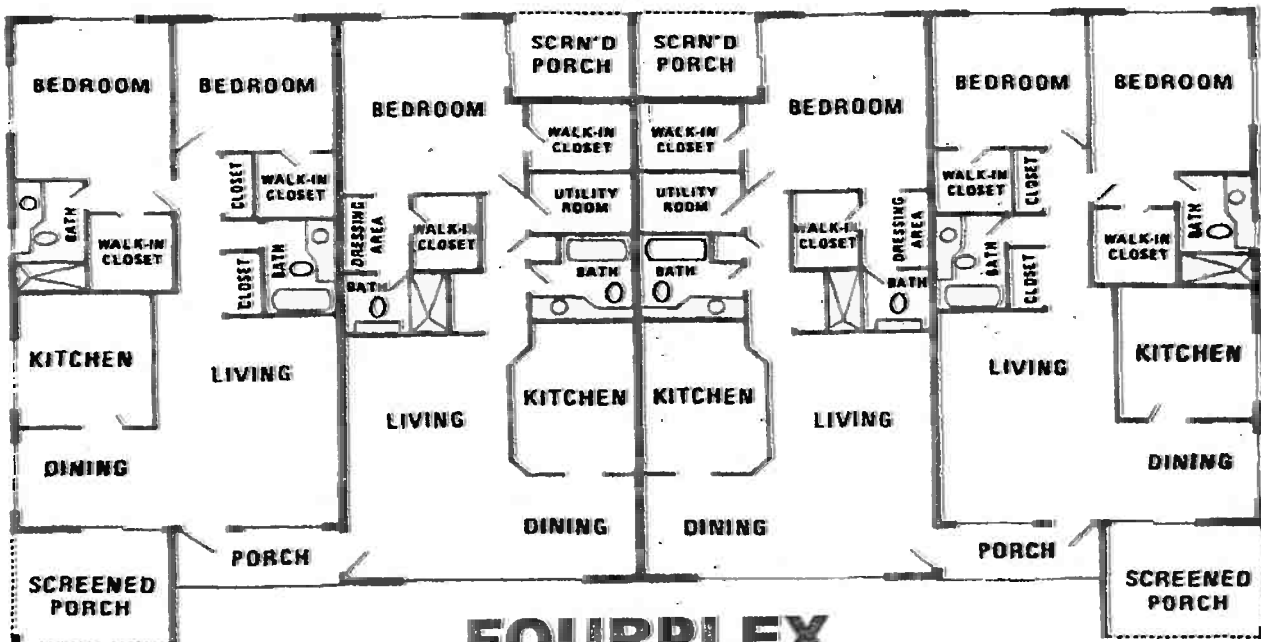 SCRN'D
PORCH
SCRN'D
PORCH
BEDROOM
BEDROOM
BEDROOM
BEDROOM
BEDROOM
BEDROOM
WALK-IN
CLOSET
WALK-IN
CLOSET
CLOSET
WALK-IN
CLOSET
WALK-IN
CLOSET
CLOSET
UTILITY
ROOM
UTILITY
ROOM
BATH
WALK-IN
CLOSET
DRESSING
AREA
WALK-IN
CLOSET
WALK-IN
CLOSET
DRESSING
AREA
WALK-IN
CLOSET
BATH
CLOSET
BATH
BATH
BATH
BATH
BATH
BATH
CLOSET
KITCHEN
LIVING
LIVING
KITCHEN
KITCHEN
KITCHEN
LIVING
LIVING
DINING
DINING
DINING
DINING
PORCH
PORCH
SCREENED
PORCH
SCREENED
PORCH
FOURPLEX